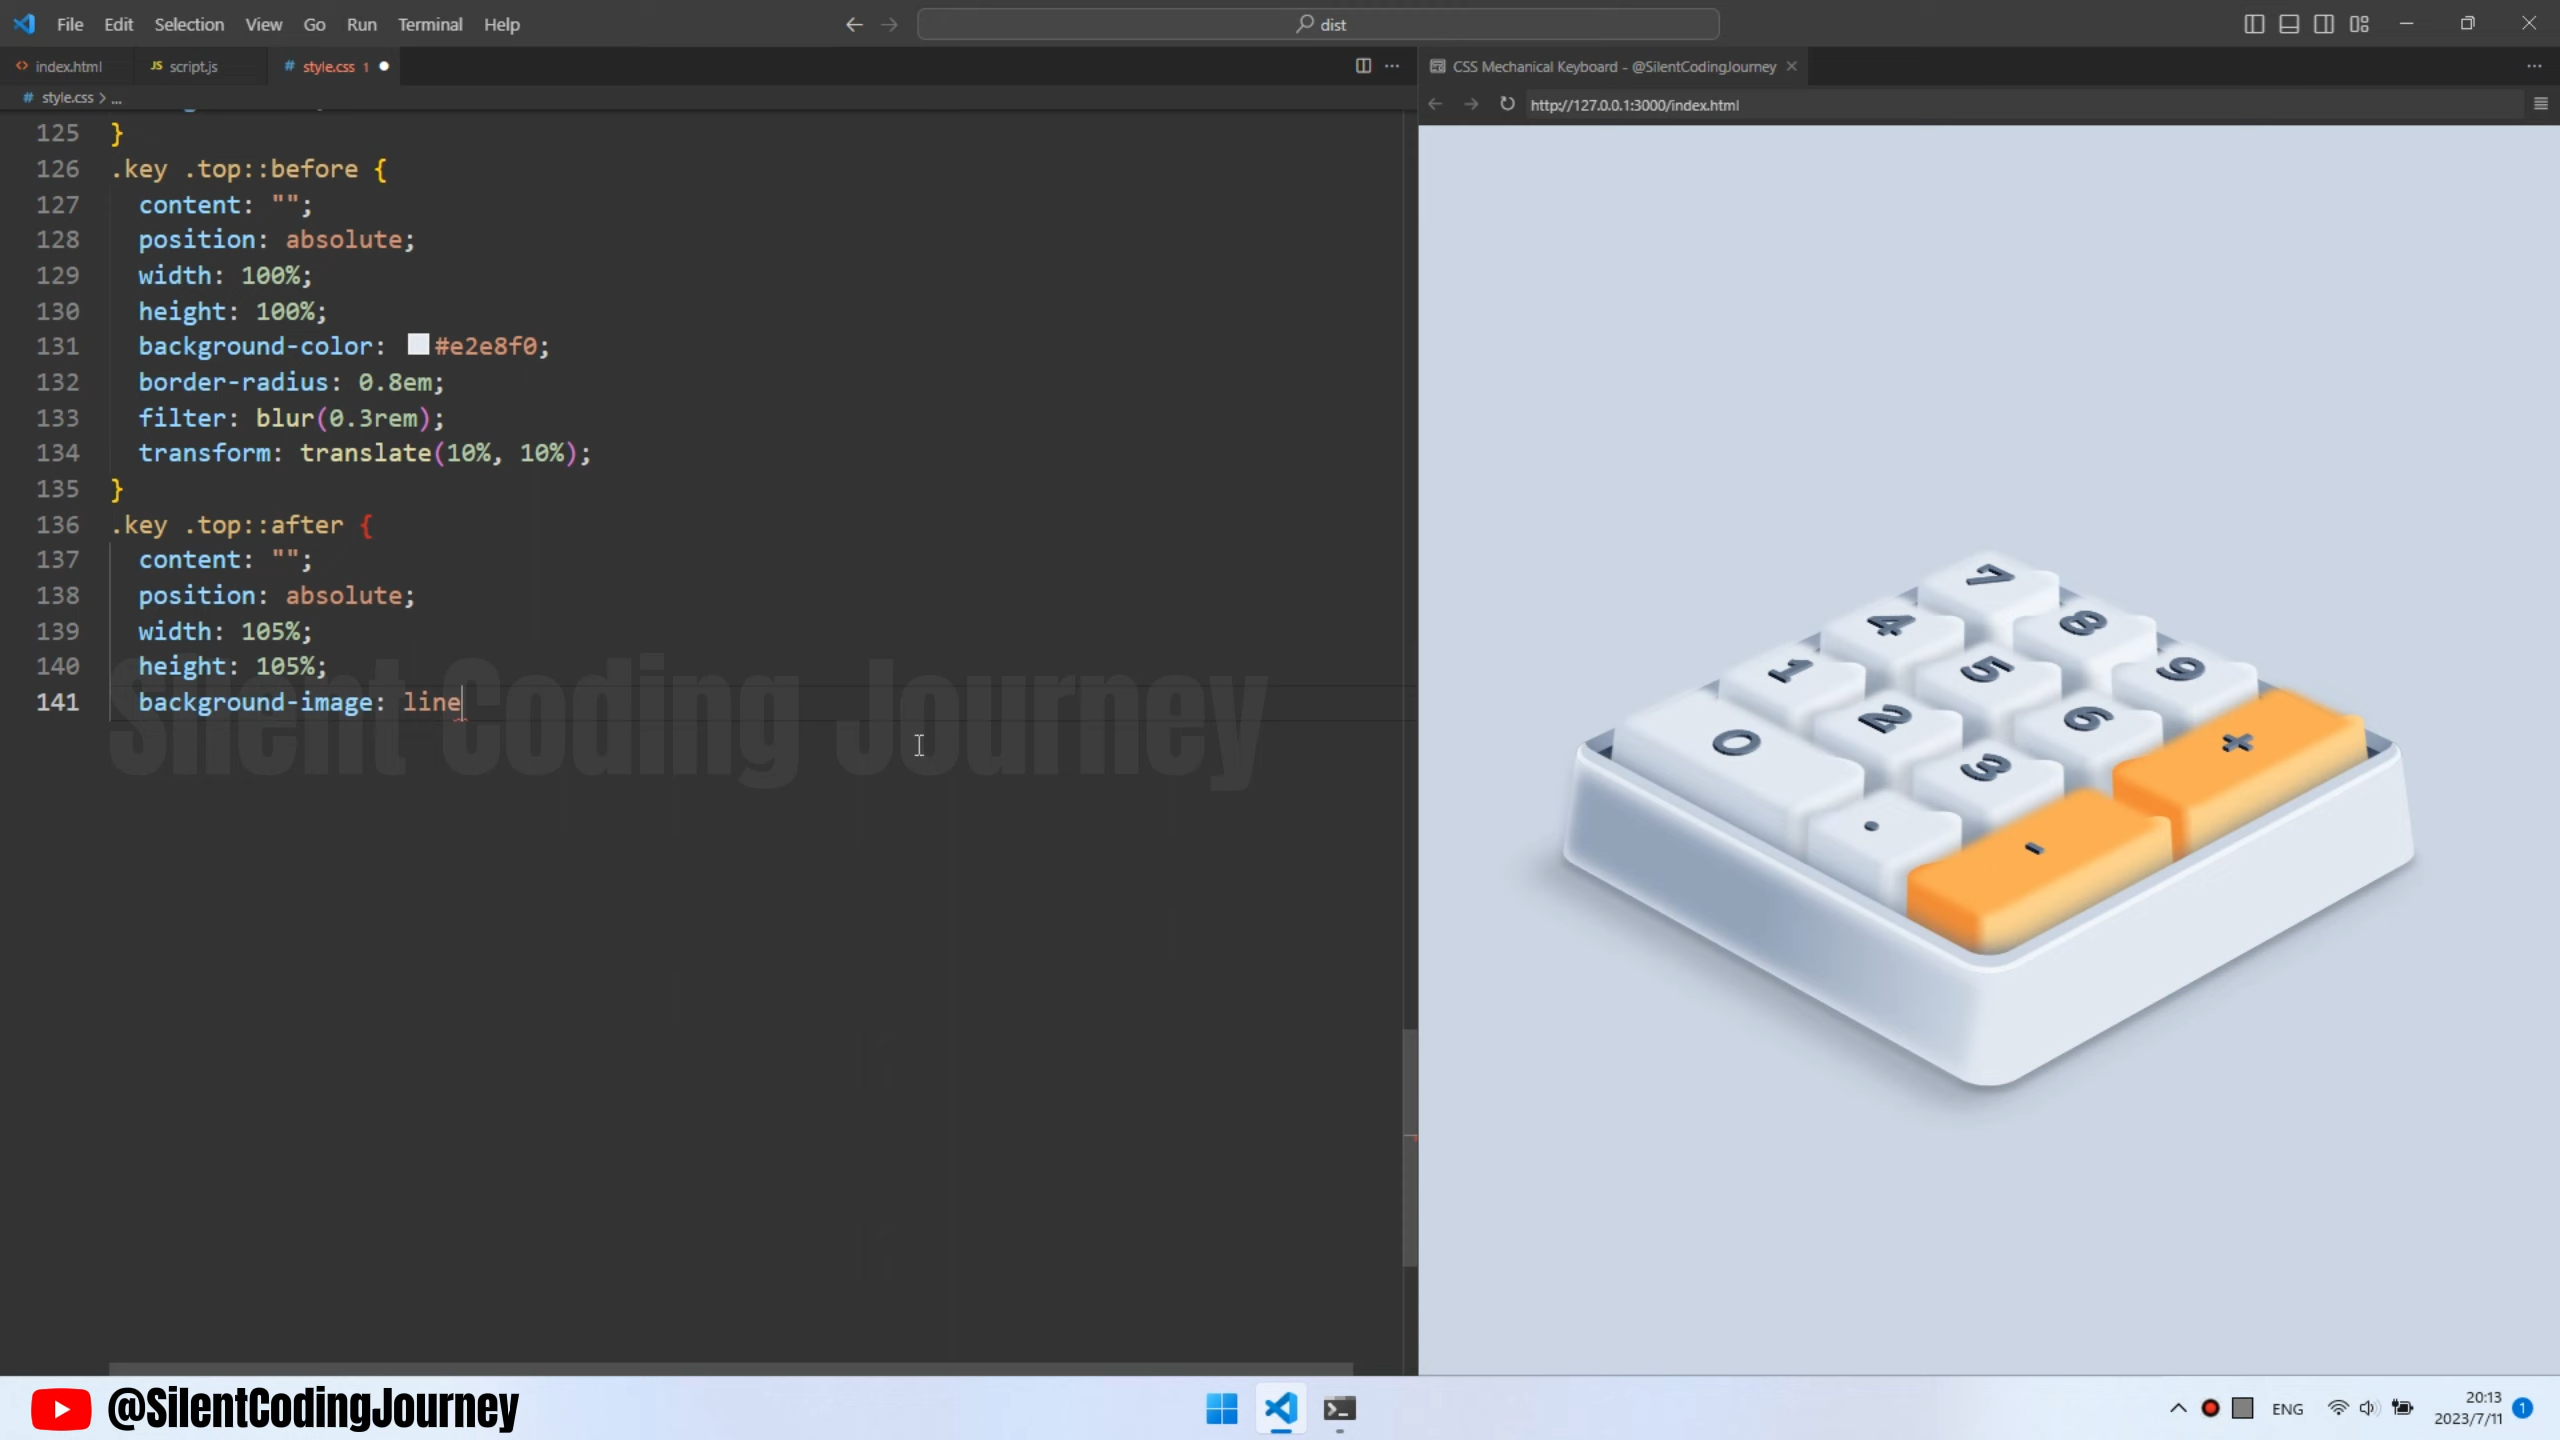 File Edit Selection View Go Run Terminal Help
dist
index.html
JS script.js
# style.css 1
CSS Mechanical Keyboard - @SilentCodingJourney
# style.css > ...
http://127.0.0.1:3000/index.html
125 }
126 .key .top::before {
127 content: "";
128 position: absolute;
129 width: 100%;
130 height: 100%;
131 background-color: #e2e8f0;
132 border-radius: 0.8em;
133 filter: blur(0.3rem);
134 transform: translate(10%, 10%);
135 }
136 .key .top::after {
137 content: "";
138 position: absolute;
139 width: 105%;
140 height: 105%;
141 background-image: line
Silent Coding Journey
7
4 8
1 5 9
0 2 6 +
. 3
-
@SilentCodingJourney
ENG
20:13
2023/7/11
1